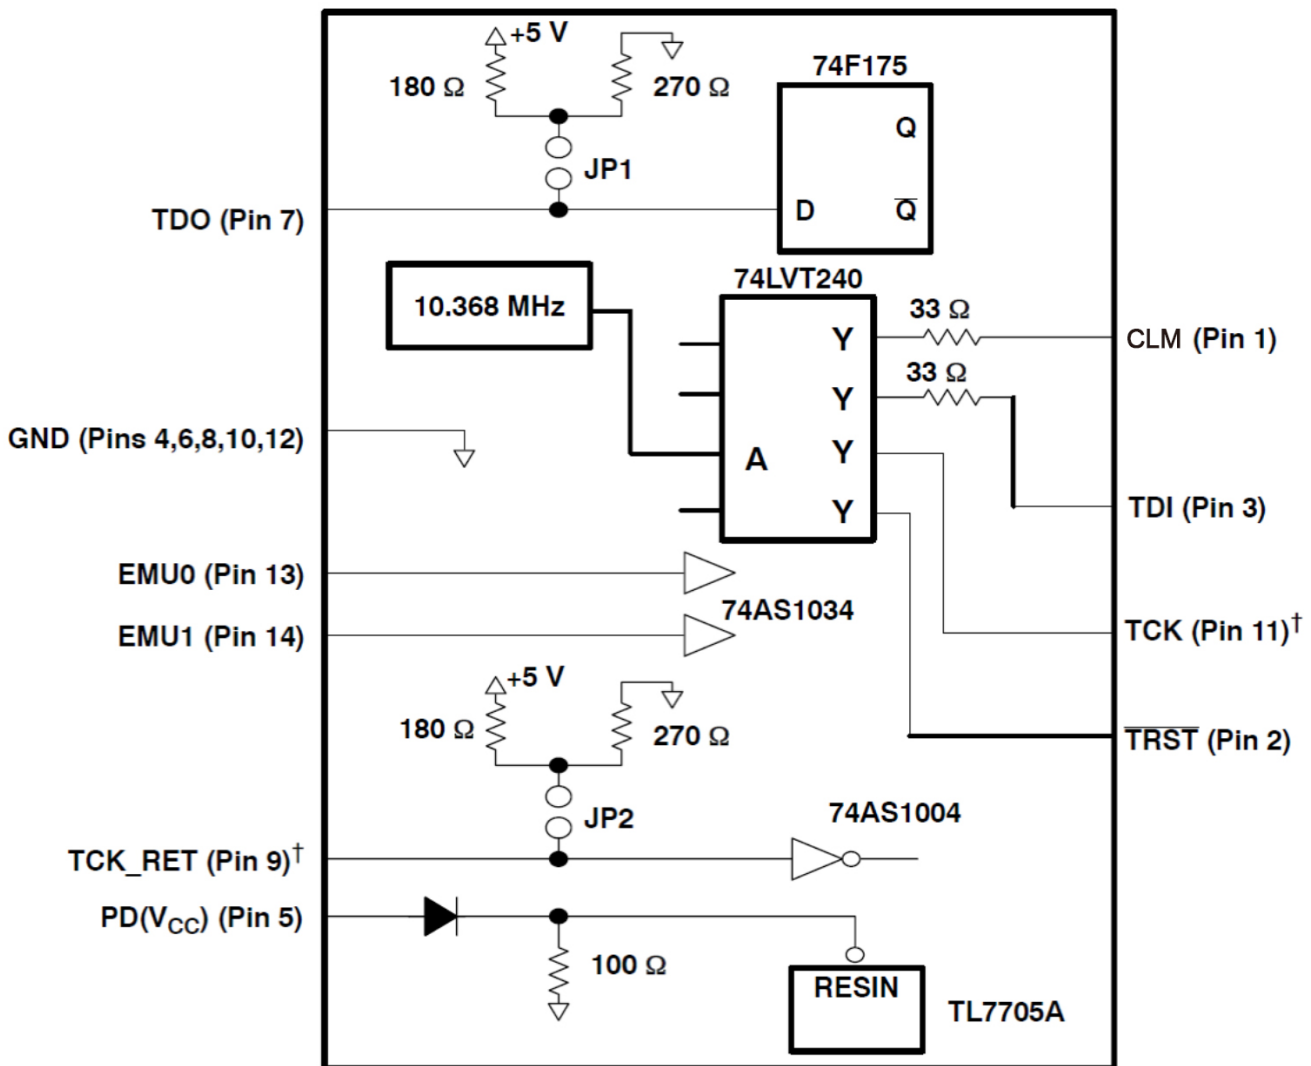 +5 V
180 Ω
270 Ω
74F175
Q
JP1
TDO (Pin 7)
D
Q̅
74LVT240
10.368 MHz
33 Ω
Y
CLM (Pin 1)
33 Ω
Y
GND (Pins 4,6,8,10,12)
A
Y
Y
TDI (Pin 3)
EMU0 (Pin 13)
74AS1034
EMU1 (Pin 14)
TCK (Pin 11)†
+5 V
180 Ω
270 Ω
T̅R̅S̅T̅ (Pin 2)
JP2
74AS1004
TCK_RET (Pin 9)†
PD(VCC) (Pin 5)
100 Ω
RESIN
TL7705A